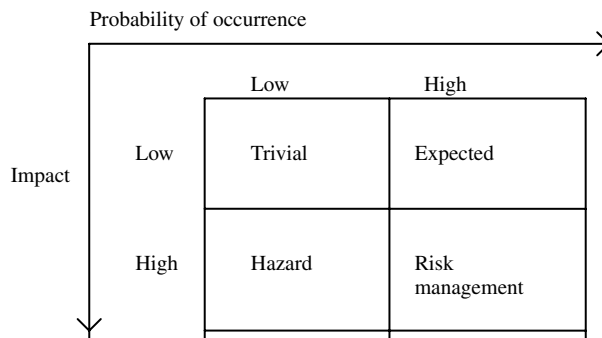 Probability of occurrence
Low High
Low Trivial Expected
Impact
High Hazard Risk
management